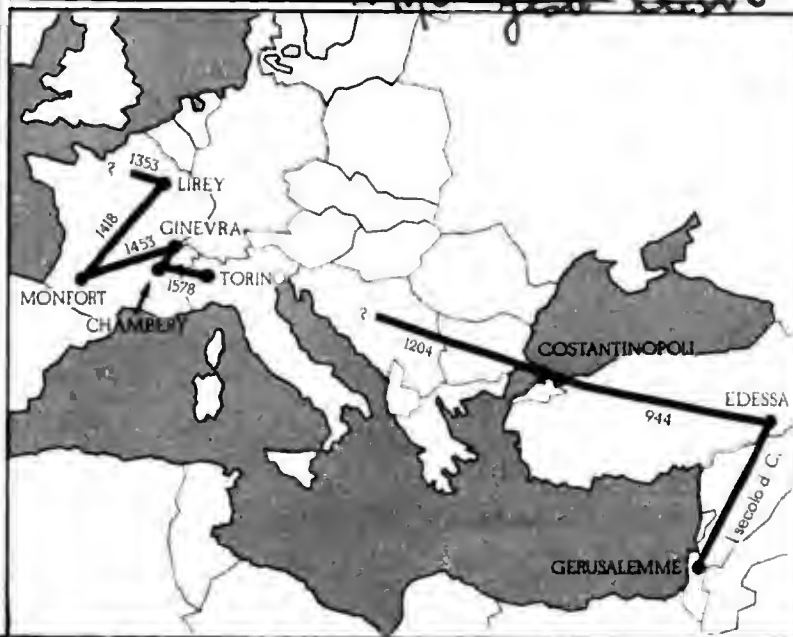 ? 1353
LIREY
1418
GINEVRA
1453
TORINO
1578
MONFORT
CHAMBERY
?
1204
COSTANTINOPOLI
EDESSA
944
I secolo d C.
GERUSALEMME